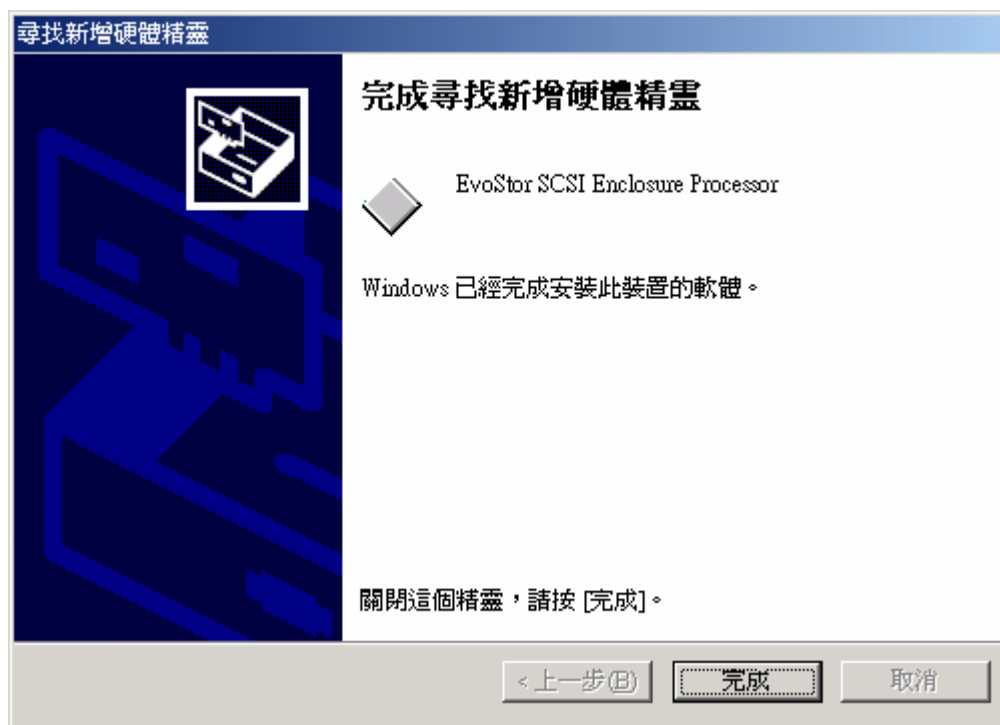 尋找新增硬體精靈
完成尋找新增硬體精靈
EvoStor SCSI Enclosure Processor
Windows 已經完成安裝此裝置的軟體。
關閉這個精靈，請按 [完成]。
< 上一步(B)
完成
取消